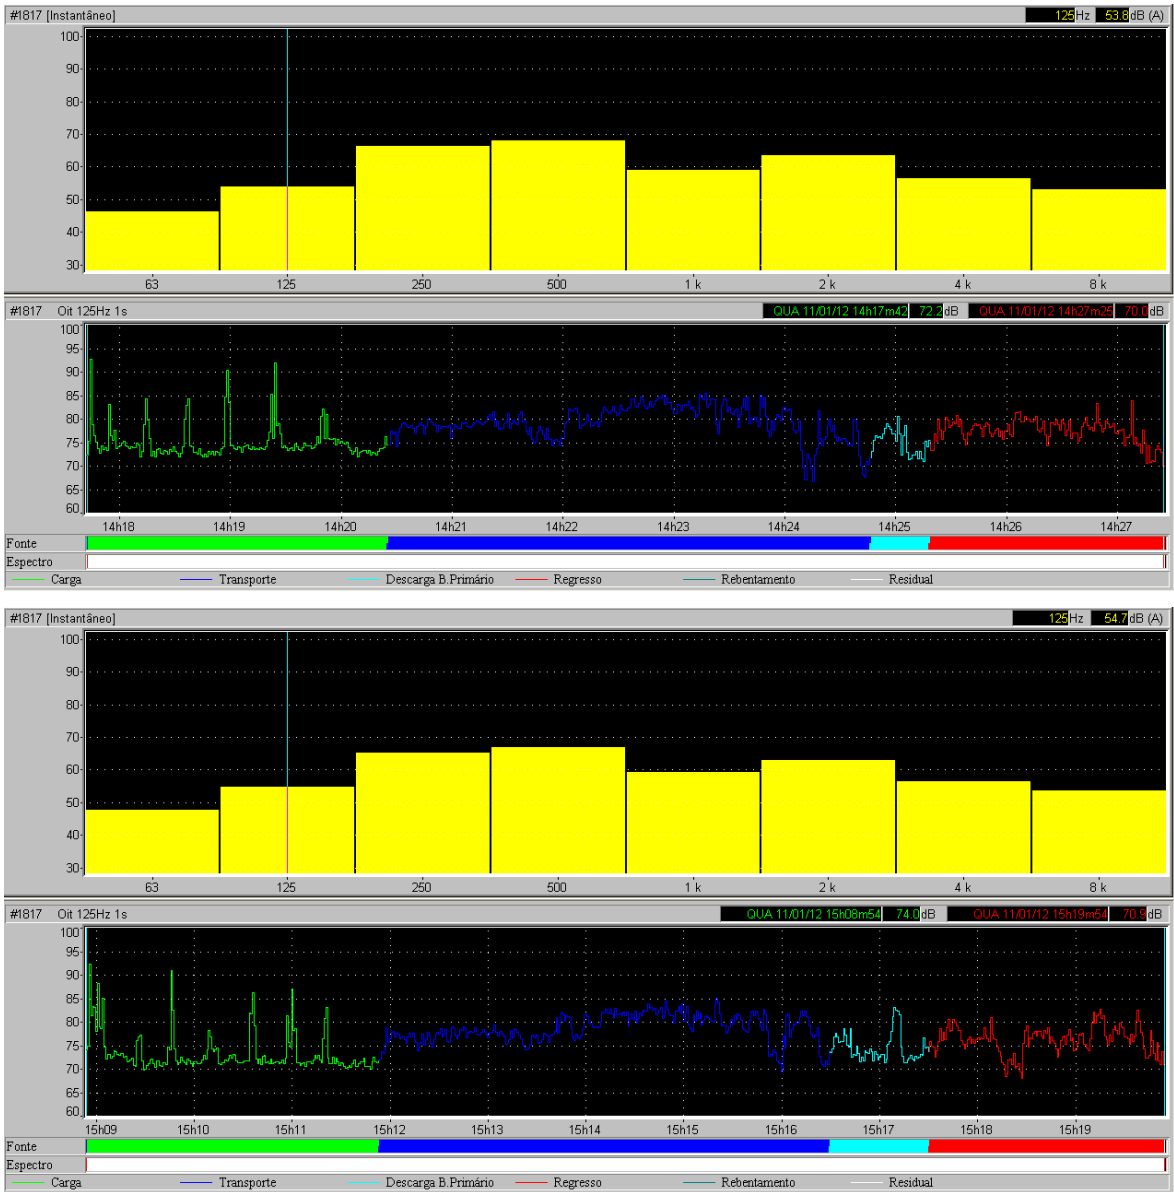 #1817 [Instantâneo] 125Hz 53.8dB (A)
100
90
80
70
60
50
40
30
63 125 250 500 1 k 2 k 4 k 8 k
#1817 Oit 125Hz 1s QUA 11/01/12 14h17m42 72.2dB QUA 11/01/12 14h27m25 70.0dB
100
95
90
85
80
75
70
65
60
14h18 14h19 14h20 14h21 14h22 14h23 14h24 14h25 14h26 14h27
Fonte
Espectro
Carga Transporte Descarga B.Primário Regresso Rebentamento Residual
#1817 [Instantâneo] 125Hz 54.7dB (A)
100
90
80
70
60
50
40
30
63 125 250 500 1 k 2 k 4 k 8 k
#1817 Oit 125Hz 1s QUA 11/01/12 15h08m54 74.0dB QUA 11/01/12 15h19m54 70.9dB
100
95
90
85
80
75
70
65
60
15h09 15h10 15h11 15h12 15h13 15h14 15h15 15h16 15h17 15h18 15h19
Fonte
Espectro
Carga Transporte Descarga B.Primário Regresso Rebentamento Residual